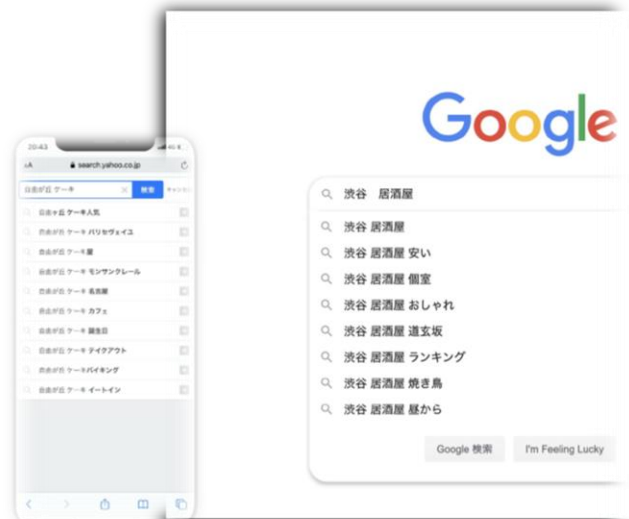 20:43
4G
AA
search.yahoo.co.jp
自由が丘 ケーキ
検索
キャンセル
自由ヶ丘 ケーキ人気
自由が丘 ケーキ パリセヴェイユ
自由が丘 ケーキ屋
自由が丘 ケーキ モンサンクレール
自由が丘 ケーキ 名古屋
自由が丘 ケーキ カフェ
自由が丘 ケーキ 誕生日
自由が丘 ケーキ テイクアウト
自由が丘 ケーキバイキング
自由が丘 ケーキ イートイン
Google
渋谷　居酒屋
渋谷 居酒屋
渋谷 居酒屋 安い
渋谷 居酒屋 個室
渋谷 居酒屋 おしゃれ
渋谷 居酒屋 道玄坂
渋谷 居酒屋 ランキング
渋谷 居酒屋 焼き鳥
渋谷 居酒屋 昼から
Google 検索
I'm Feeling Lucky